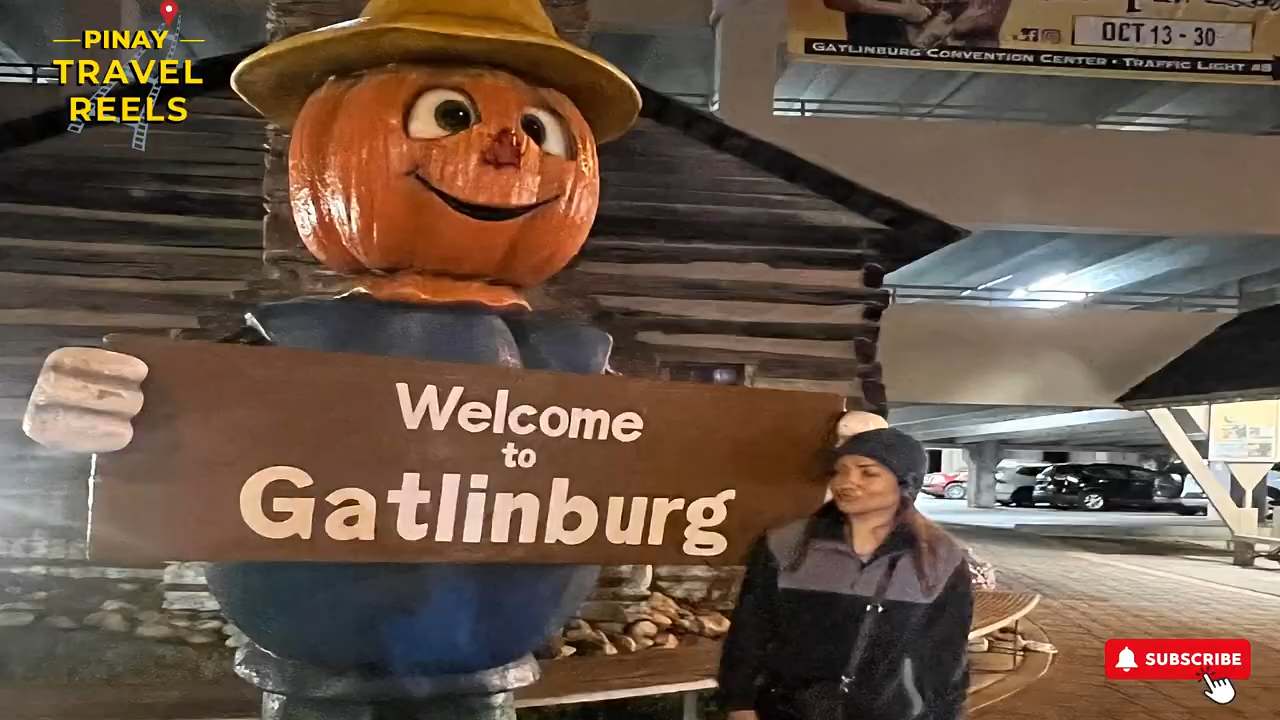 PINAY
TRAVEL
REELS
OCT 13 - 30
GATLINBURG CONVENTION CENTER • TRAFFIC LIGHT #8
Welcome
to
Gatlinburg
SUBSCRIBE